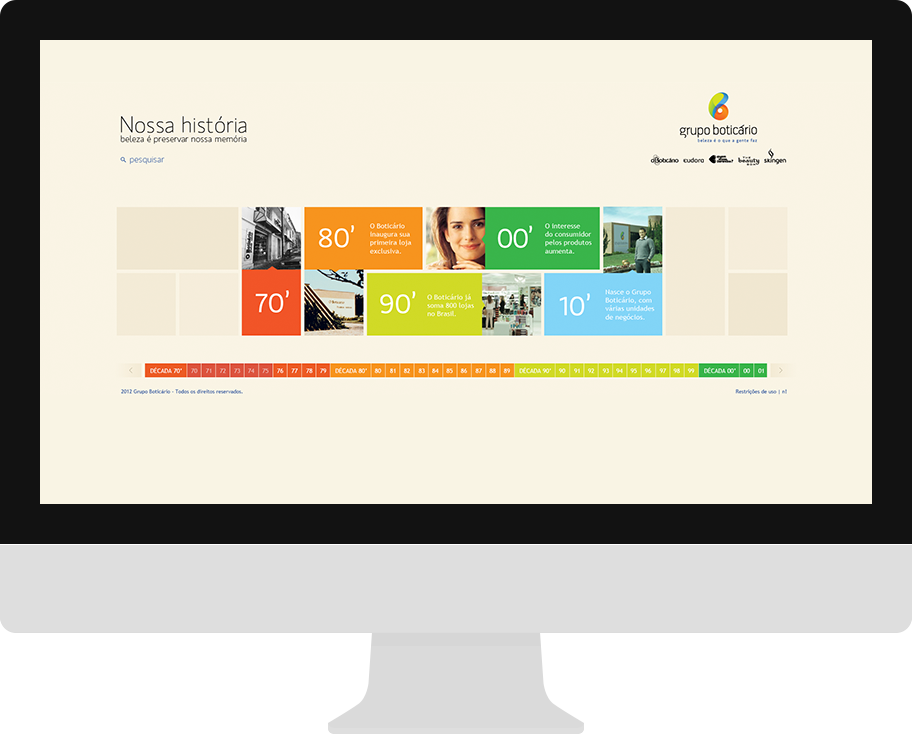 Nossa história
beleza é preservar nossa memória
pesquisar
grupo boticário
beleza é o que a gente faz
oBoticário eudora the beauty box skingen
80'
O Boticário
inaugura sua
primeira loja
exclusiva.
00'
O interesse
do consumidor
pelos produtos
aumenta.
70'
90'
O Boticário já
soma 800 lojas
no Brasil.
10'
Nasce o Grupo
Boticário, com
várias unidades
de negócios.
DÉCADA 70' 70 71 72 73 74 75 76 77 78 79 DÉCADA 80' 80 81 82 83 84 85 86 87 88 89 DÉCADA 90' 90 91 92 93 94 95 96 97 98 99 DÉCADA 00' 00 01
2012 Grupo Boticário - Todos os direitos reservados.
Restrições de uso | n1